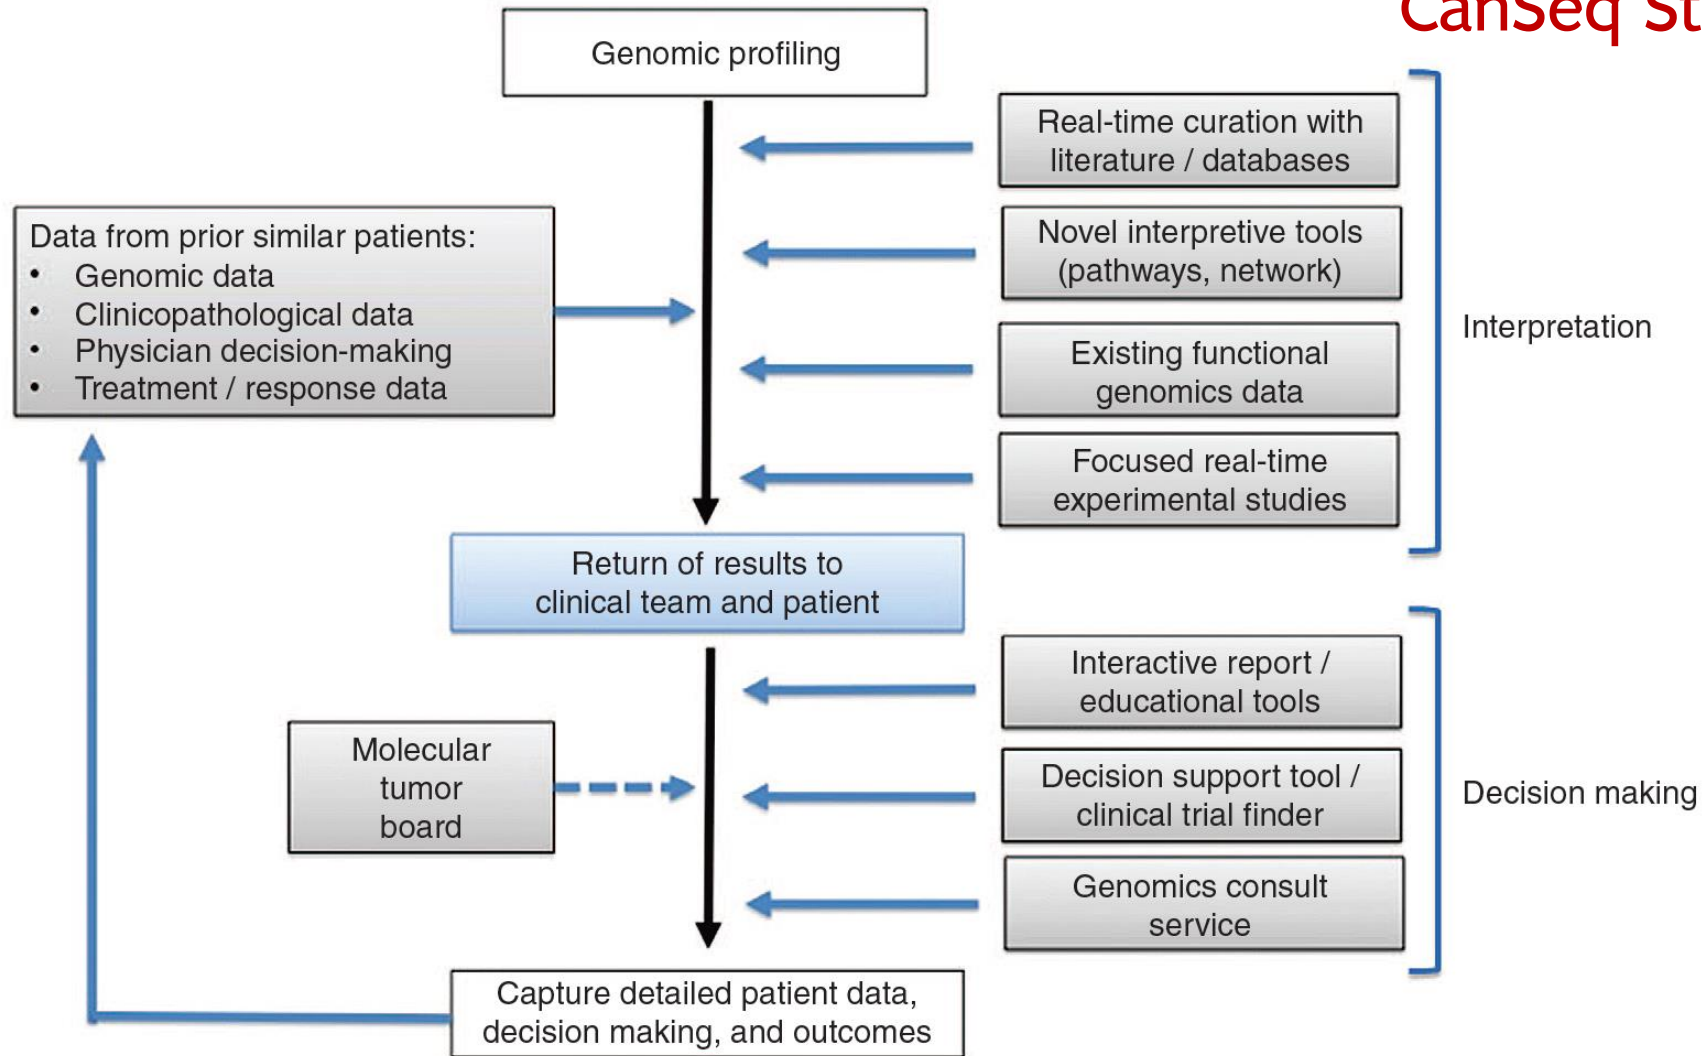 CanSeq St
Genomic profiling
Real-time curation with
literature / databases
Novel interpretive tools
(pathways, network)
Existing functional
genomics data
Focused real-time
experimental studies
Interpretation
Data from prior similar patients:
• Genomic data
• Clinicopathological data
• Physician decision-making
• Treatment / response data
Return of results to
clinical team and patient
Interactive report /
educational tools
Decision support tool /
clinical trial finder
Genomics consult
service
Decision making
Molecular
tumor
board
Capture detailed patient data,
decision making, and outcomes